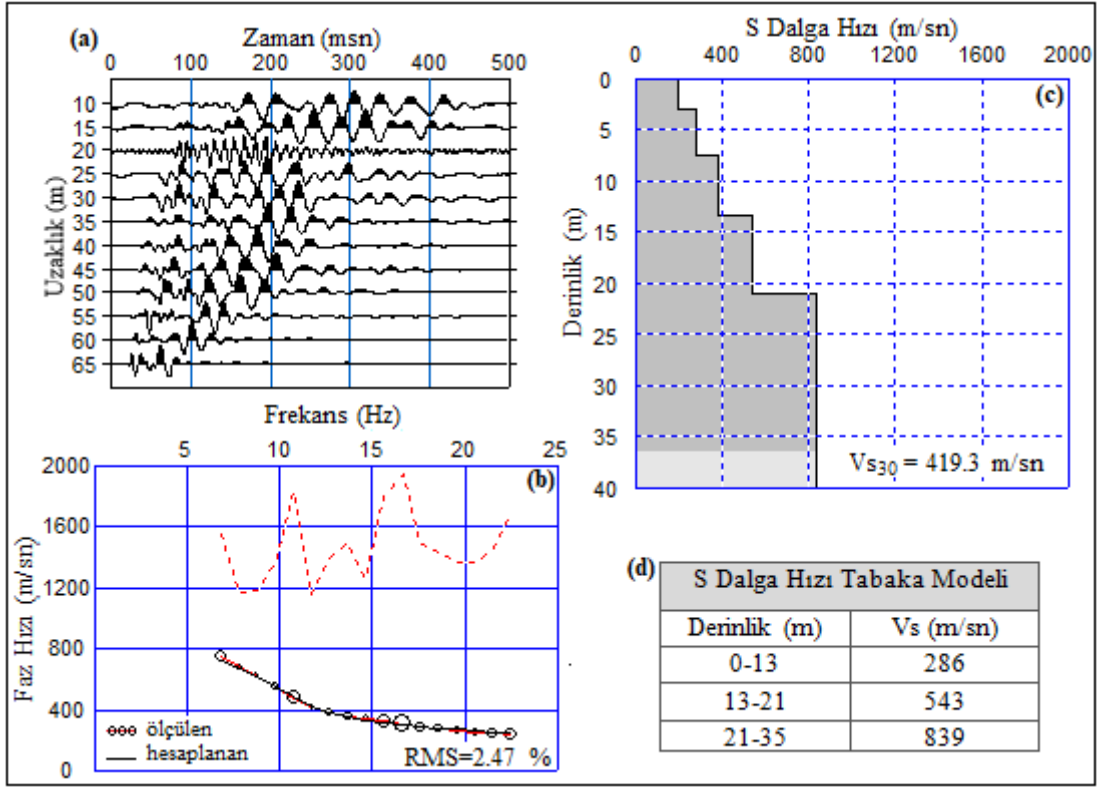 (a)
Zaman (msn)
0 100 200 300 400 500
Uzaklık (m)
10
15
20
25
30
35
40
45
50
55
60
65
Frekans (Hz)
5 10 15 20 25
(b)
Faz Hızı (m/sn)
2000
1600
1200
800
400
0
ölçülen
hesaplanan
RMS=2.47 %
S Dalga Hızı (m/sn)
0 400 800 1200 1600 2000
(c)
Derinlik (m)
0
5
10
15
20
25
30
35
40
Vs30 = 419.3 m/sn
(d)
S Dalga Hızı Tabaka Modeli
Derinlik (m) Vs (m/sn)
0-13 286
13-21 543
21-35 839